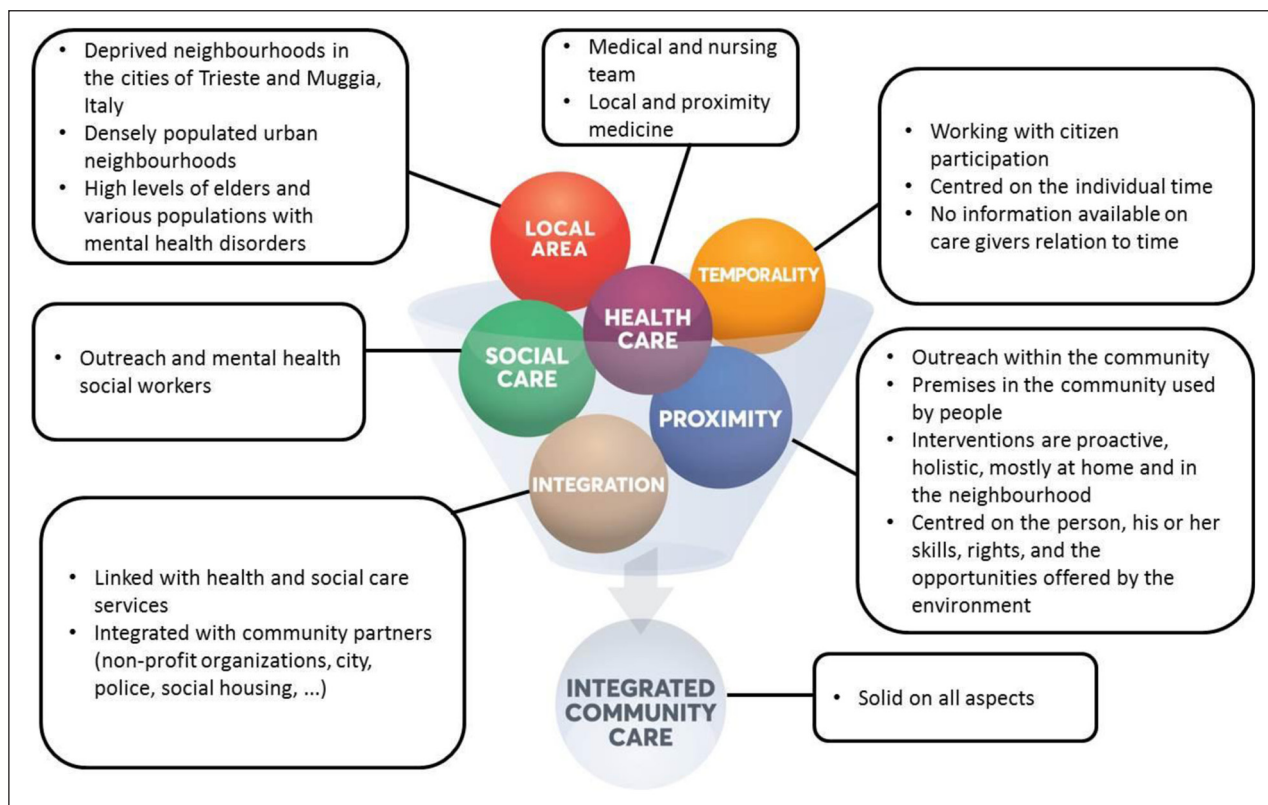 • Deprived neighbourhoods in
the cities of Trieste and Muggia,
Italy
• Densely populated urban
neighbourhoods
• High levels of elders and
various populations with
mental health disorders
• Medical and nursing
team
• Local and proximity
medicine
• Working with citizen
participation
• Centred on the individual time
• No information available on
care givers relation to time
LOCAL
AREA
TEMPORALITY
HEALTH
CARE
SOCIAL
CARE
PROXIMITY
INTEGRATION
• Outreach and mental health
social workers
• Outreach within the community
• Premises in the community used
by people
• Interventions are proactive,
holistic, mostly at home and in
the neighbourhood
• Centred on the person, his or her
skills, rights, and the
opportunities offered by the
environment
• Linked with health and social care
services
• Integrated with community partners
(non-profit organizations, city,
police, social housing, ...)
INTEGRATED
COMMUNITY
CARE
• Solid on all aspects